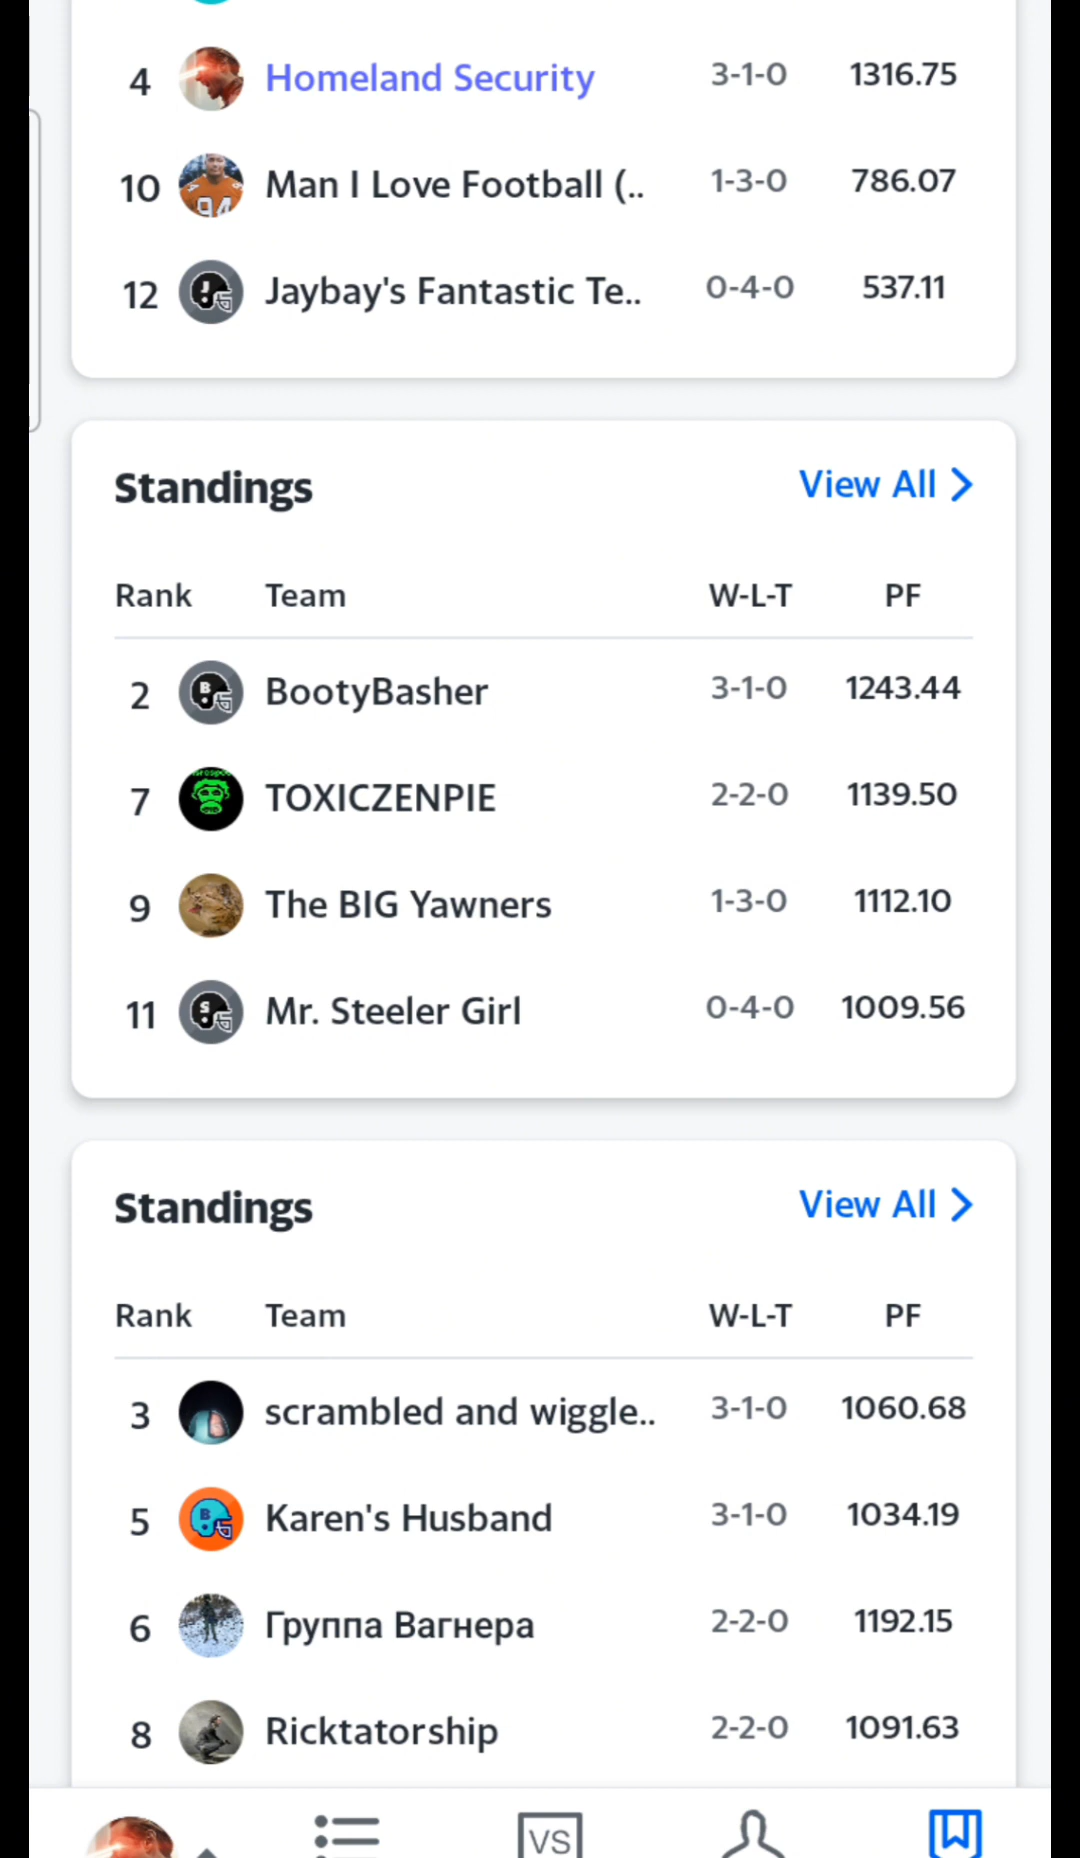 4 Homeland Security 3-1-0 1316.75
10 Man I Love Football (.. 1-3-0 786.07
12 Jaybay's Fantastic Te.. 0-4-0 537.11
Standings View All
Rank Team W-L-T PF
2 BootyBasher 3-1-0 1243.44
7 TOXICZENPIE 2-2-0 1139.50
9 The BIG Yawners 1-3-0 1112.10
11 Mr. Steeler Girl 0-4-0 1009.56
Standings View All
Rank Team W-L-T PF
3 scrambled and wiggle.. 3-1-0 1060.68
5 Karen's Husband 3-1-0 1034.19
6 Группа Вагнера 2-2-0 1192.15
8 Ricktatorship 2-2-0 1091.63
VS